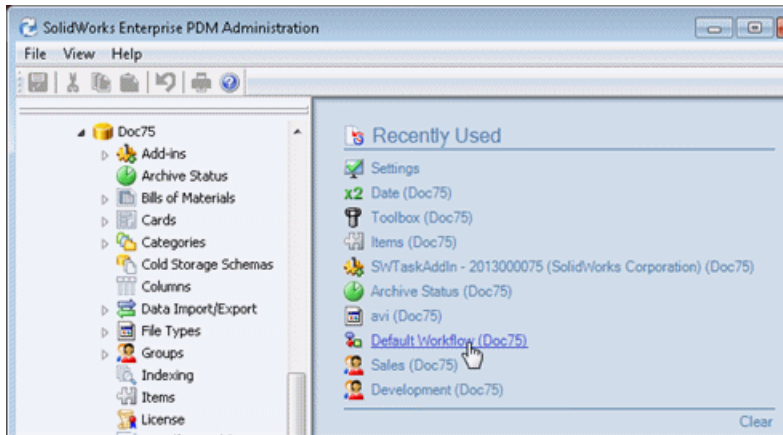 SolidWorks Enterprise PDM Administration
File View Help
Doc75
Add-ins
Archive Status
Bills of Materials
Cards
Categories
Cold Storage Schemas
Columns
Data Import/Export
File Types
Groups
Indexing
Items
License
Recently Used
Settings
x2 Date (Doc75)
Toolbox (Doc75)
Items (Doc75)
SWTaskAddIn - 2013000075 (SolidWorks Corporation) (Doc75)
Archive Status (Doc75)
avi (Doc75)
Default Workflow (Doc75)
Sales (Doc75)
Development (Doc75)
Clear